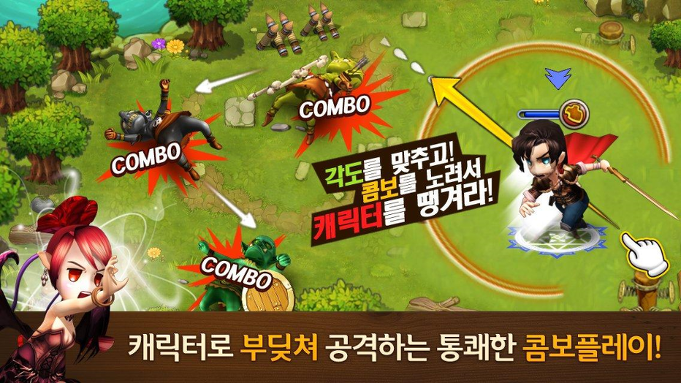 COMBO
COMBO
COMBO
각도를 맞추고!
콤보를 노려서
캐릭터를 땡겨라!
캐릭터로 부딪쳐 공격하는 통쾌한 콤보플레이!